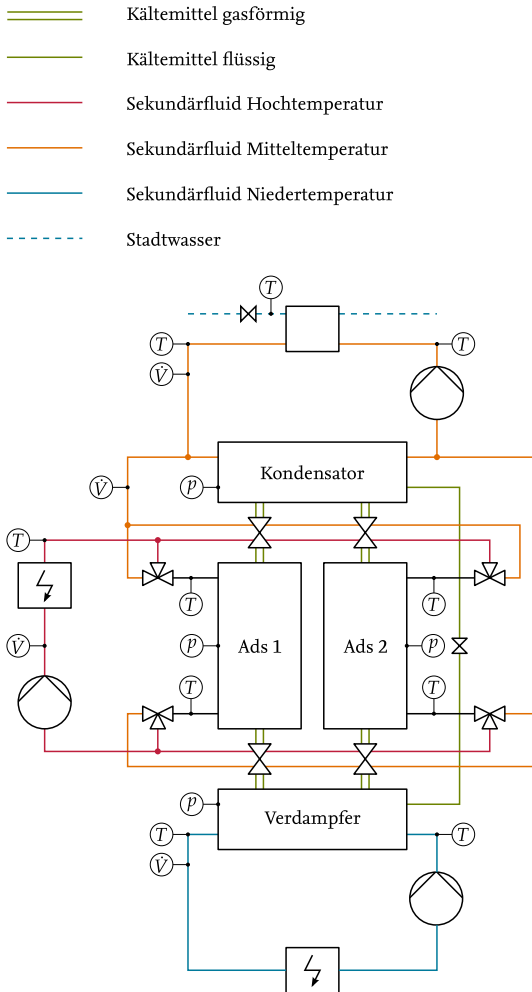 Kältemittel gasförmig
Kältemittel flüssig
Sekundärfluid Hochtemperatur
Sekundärfluid Mitteltemperatur
Sekundärfluid Niedertemperatur
Stadtwasser
T
T
T
V̇
Kondensator
p
V̇
T
T
T
Ads 1
Ads 2
p
p
V̇
T
T
Verdampfer
p
T
T
V̇